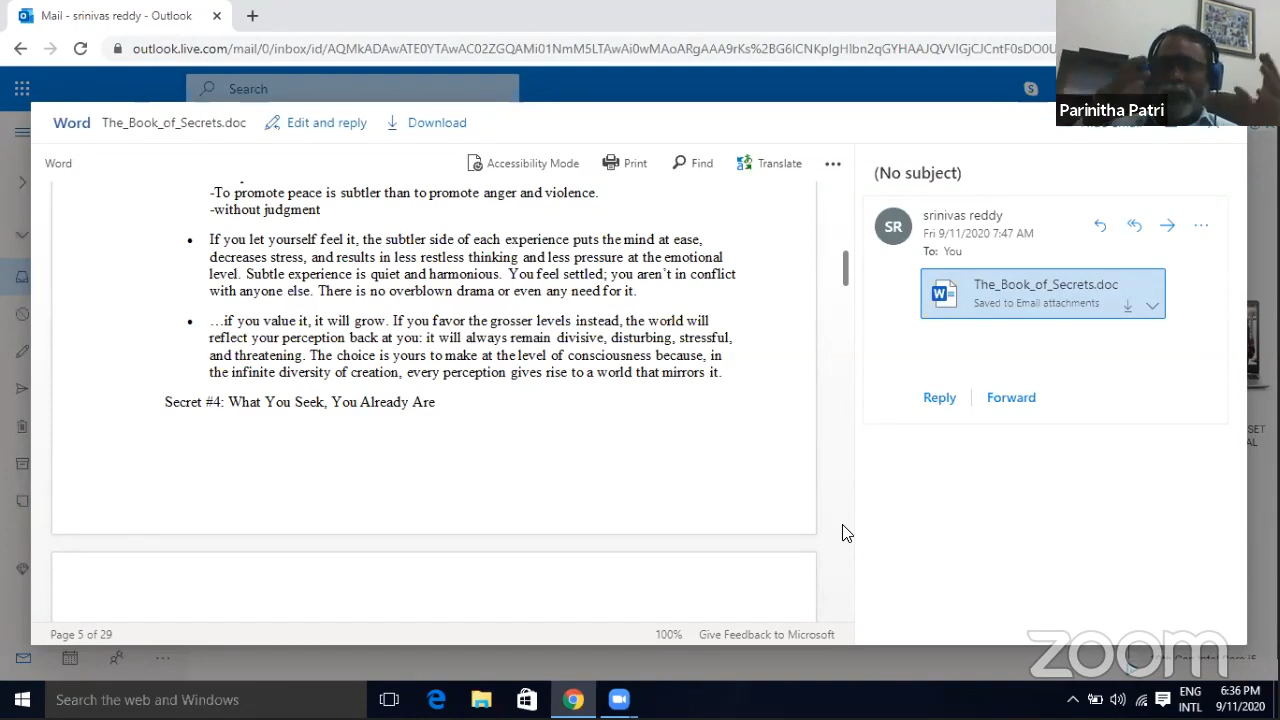 Mail - srinivas reddy - Outlook
outlook.live.com/mail/0/inbox/id/
Parinitha Patri
Search
Word The_Book_of_Secrets.doc Edit and reply Download
Word Accessibility Mode Print Find Translate
(No subject)
-To promote peace is subtler than to promote anger and violence.
-without judgment
SR srinivas reddy
Fri 9/11/2020 7:47 AM
To: You
• If you let yourself feel it, the subtler side of each experience puts the mind at ease,
decreases stress, and results in less restless thinking and less pressure at the emotional
level. Subtle experience is quiet and harmonious. You feel settled; you aren't in conflict
with anyone else. There is no overblown drama or even any need for it.
The_Book_of_Secrets.doc
Saved to Email attachments
• …if you value it, it will grow. If you favor the grosser levels instead, the world will
reflect your perception back at you: it will always remain divisive, disturbing, stressful,
and threatening. The choice is yours to make at the level of consciousness because, in
the infinite diversity of creation, every perception gives rise to a world that mirrors it.
Reply Forward
Secret #4: What You Seek, You Already Are
Page 5 of 29 100% Give Feedback to Microsoft
zoom
Search the web and Windows
ENG
INTL
6:36 PM
9/11/2020